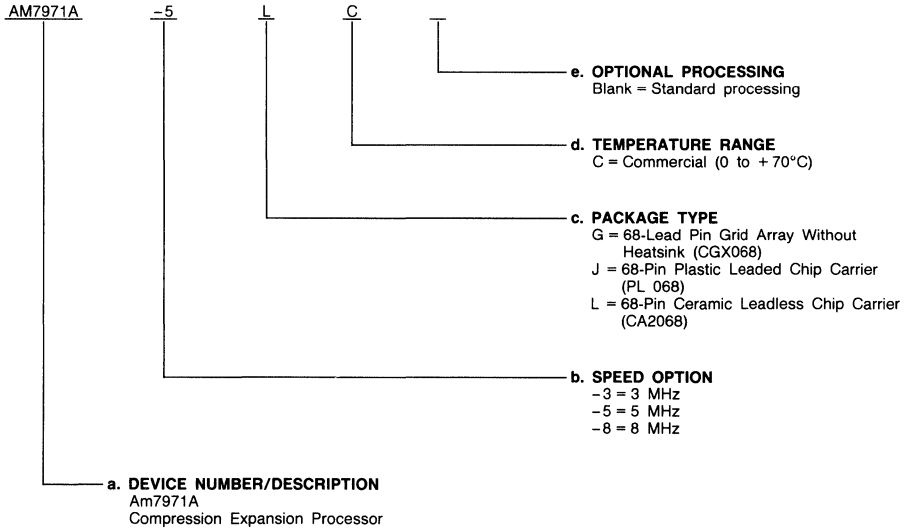 AM7971A -5 L C
e. OPTIONAL PROCESSING
Blank = Standard processing
d. TEMPERATURE RANGE
C = Commercial (0 to +70°C)
c. PACKAGE TYPE
G = 68-Lead Pin Grid Array Without
Heatsink (CGX068)
J = 68-Pin Plastic Leaded Chip Carrier
(PL 068)
L = 68-Pin Ceramic Leadless Chip Carrier
(CA2068)
b. SPEED OPTION
-3 = 3 MHz
-5 = 5 MHz
-8 = 8 MHz
a. DEVICE NUMBER/DESCRIPTION
Am7971A
Compression Expansion Processor